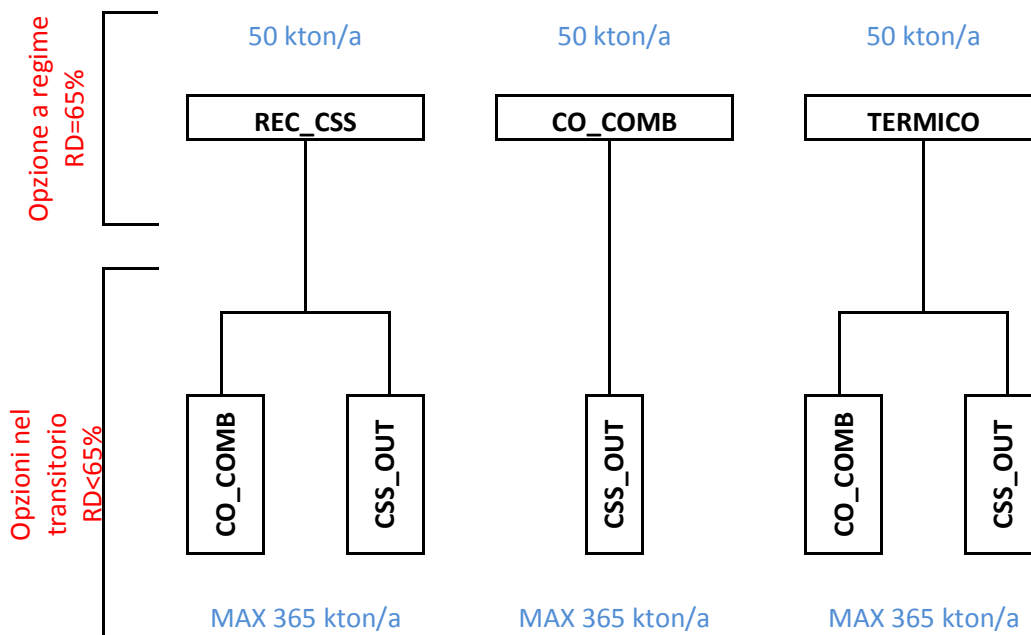 50 kton/a
50 kton/a
50 kton/a
Opzione a regime
RD=65%
REC_CSS
CO_COMB
TERMICO
Opzioni nel
transitorio
RD<65%
CO_COMB
CSS_OUT
CSS_OUT
CO_COMB
CSS_OUT
MAX 365 kton/a
MAX 365 kton/a
MAX 365 kton/a